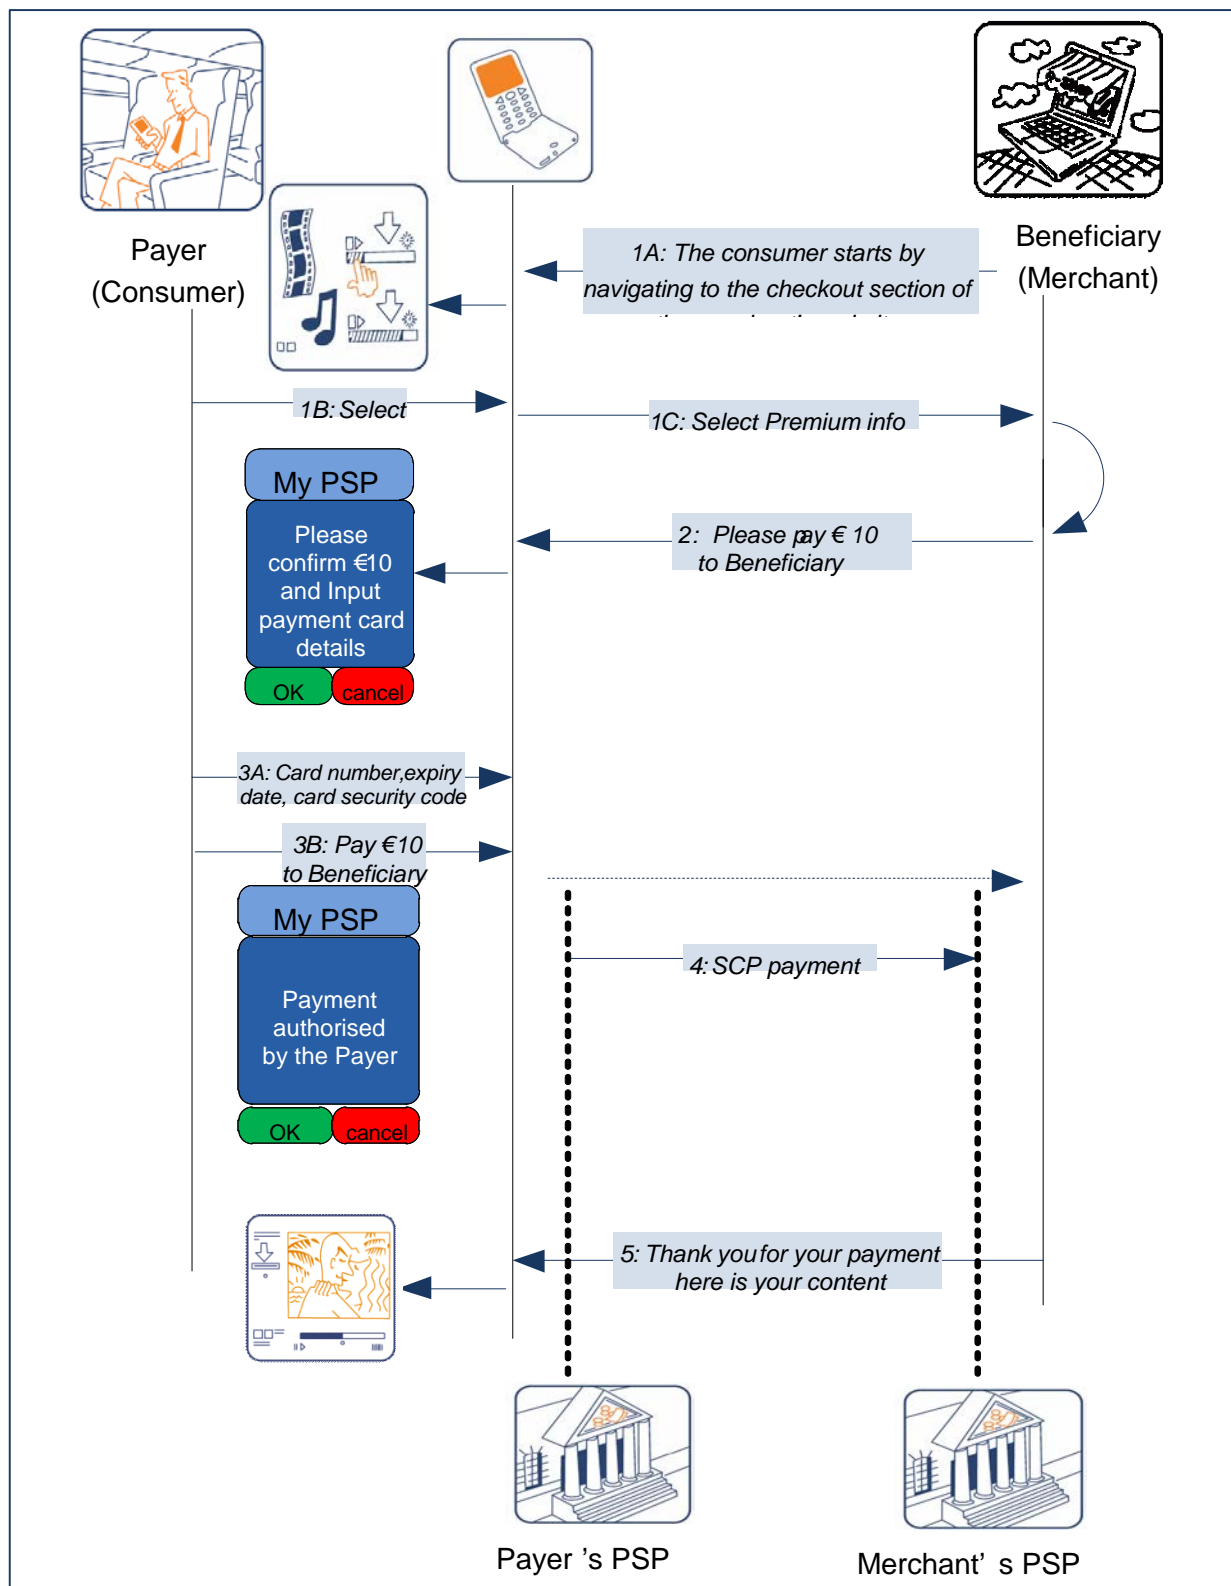 Payer
(Consumer)
Beneficiary
(Merchant)
1A: The consumer starts by
navigating to the checkout section of
1B: Select
1C: Select Premium info
My PSP
Please
confirm €10
and Input
payment card
details
OK
cancel
2: Please pay € 10
to Beneficiary
3A: Card number,expiry
date, card security code
3B: Pay €10
to Beneficiary
My PSP
Payment
authorised
by the Payer
OK
cancel
4: SCP payment
5: Thank you for your payment
here is your content
Payer 's PSP
Merchant' s PSP